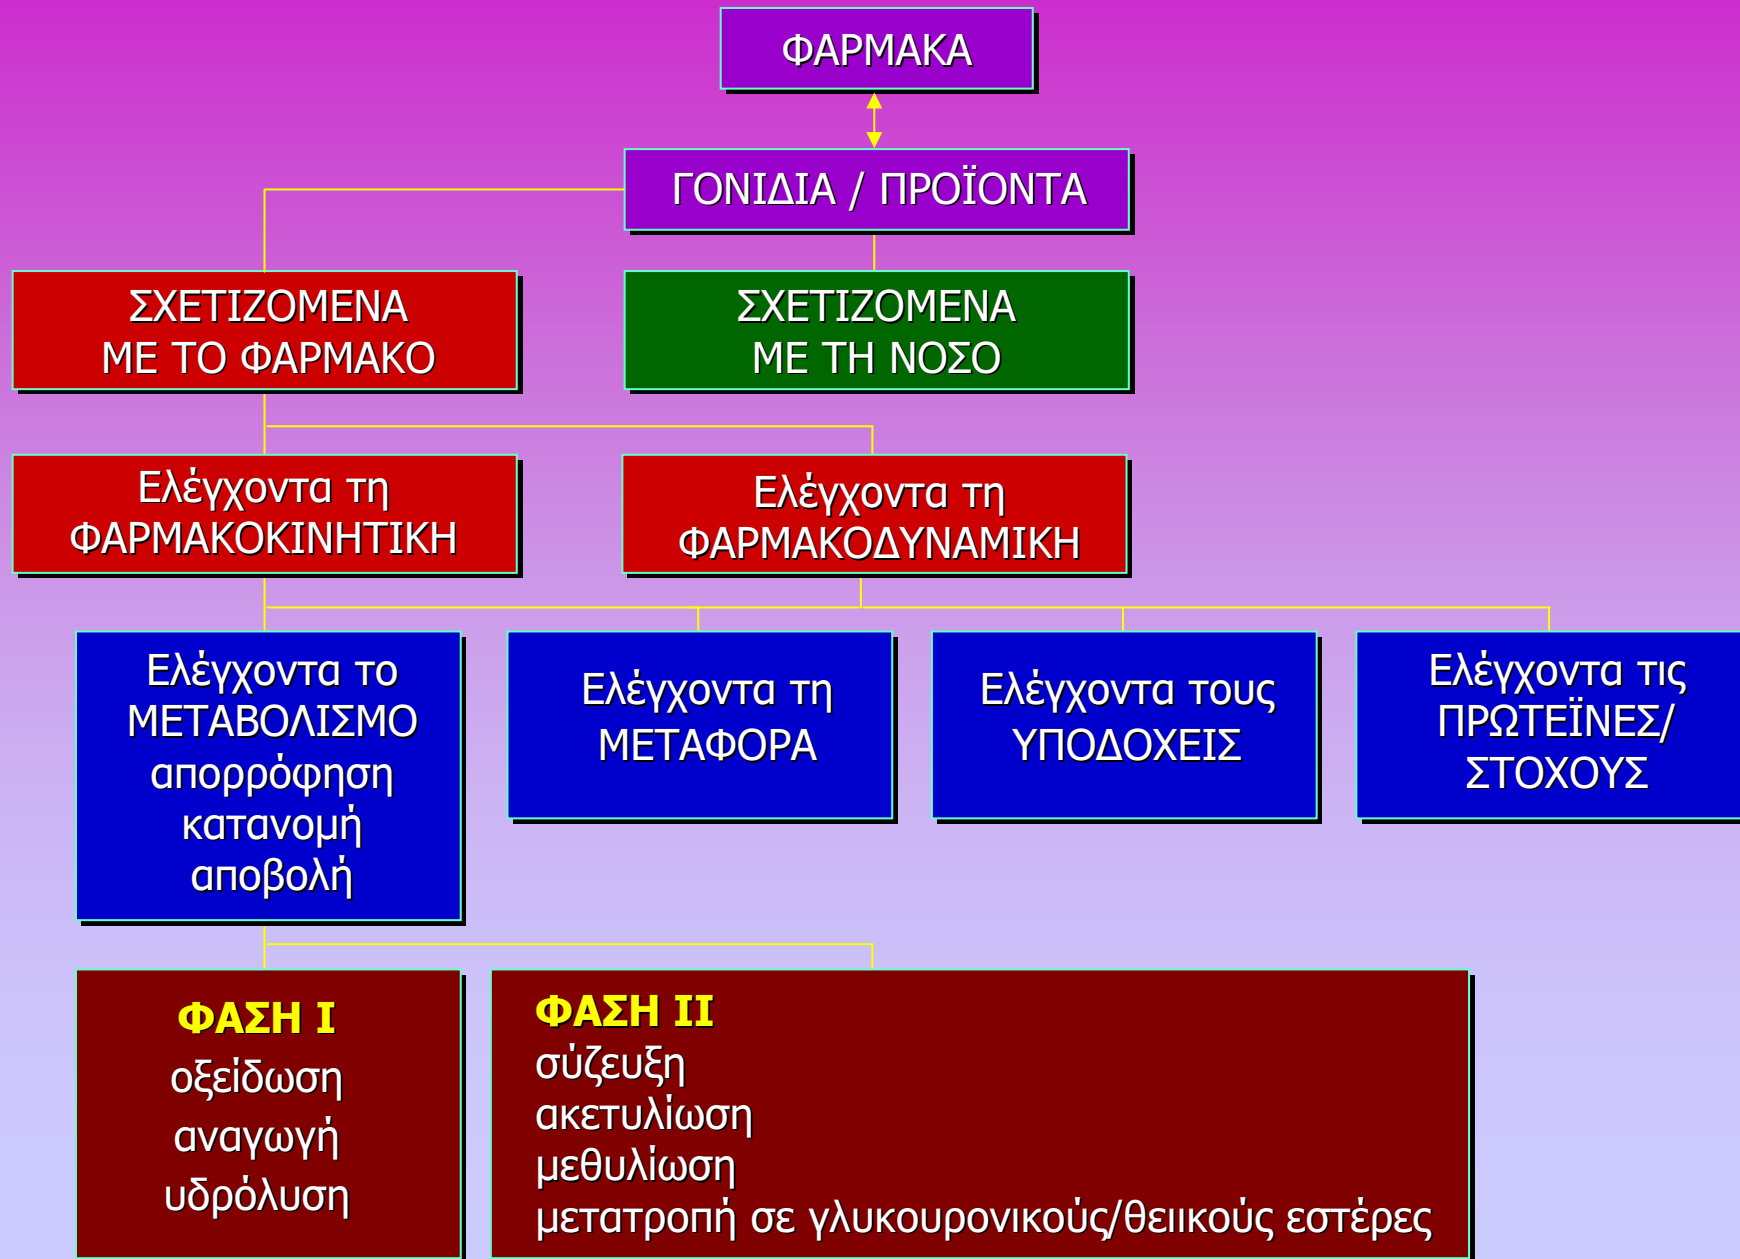 ΦΑΡΜΑΚΑ
ΓΟΝΙΔΙΑ / ΠΡΟΪΟΝΤΑ
ΣΧΕΤΙΖΟΜΕΝΑ
ΜΕ ΤΟ ΦΑΡΜΑΚΟ
ΣΧΕΤΙΖΟΜΕΝΑ
ΜΕ ΤΗ ΝΟΣΟ
Ελέγχοντα τη
ΦΑΡΜΑΚΟΚΙΝΗΤΙΚΗ
Ελέγχοντα τη
ΦΑΡΜΑΚΟΔΥΝΑΜΙΚΗ
Ελέγχοντα το
ΜΕΤΑΒΟΛΙΣΜΟ
απορρόφηση
κατανομή
αποβολή
Ελέγχοντα τη
ΜΕΤΑΦΟΡΑ
Ελέγχοντα τους
ΥΠΟΔΟΧΕΙΣ
Ελέγχοντα τις
ΠΡΩΤΕΪΝΕΣ/
ΣΤΟΧΟΥΣ
ΦΑΣΗ Ι
οξείδωση
αναγωγή
υδρόλυση
ΦΑΣΗ ΙΙ
σύζευξη
ακετυλίωση
μεθυλίωση
μετατροπή σε γλυκουρονικούς/θειικούς εστέρες